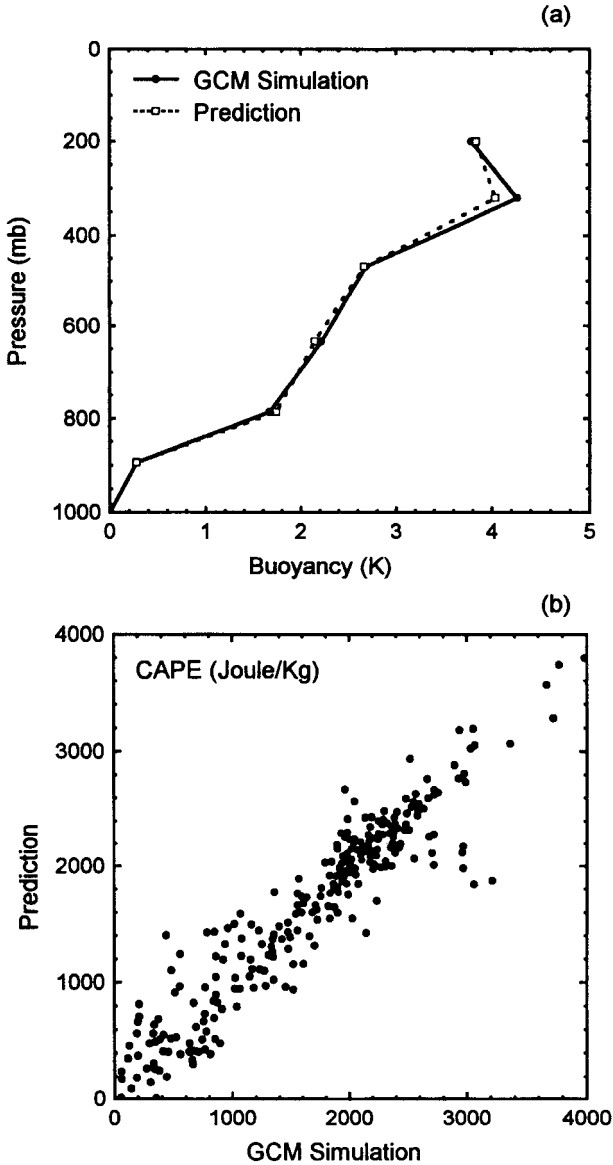 (a)
0
200
400
600
800
1000
Pressure (mb)
GCM Simulation
Prediction
0 1 2 3 4 5
Buoyancy (K)
(b)
4000
3000
2000
1000
0
Prediction
CAPE (Joule/Kg)
0 1000 2000 3000 4000
GCM Simulation